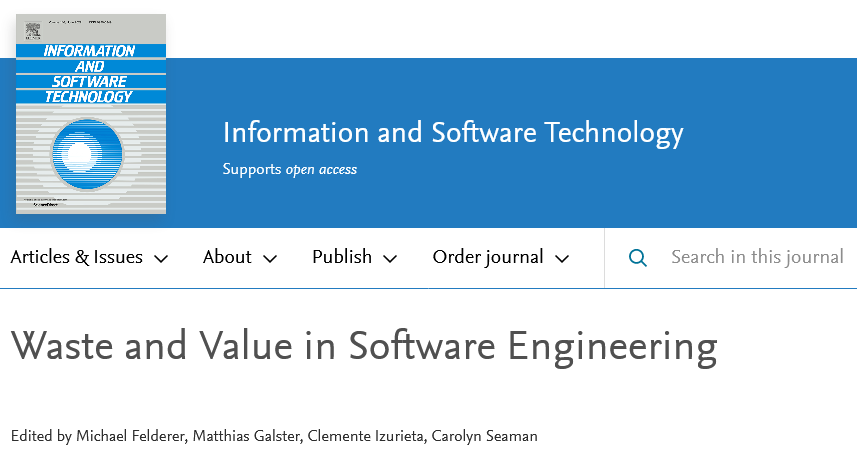 INFORMATION
AND
SOFTWARE
TECHNOLOGY
Information and Software Technology
Supports open access
Articles & Issues
About
Publish
Order journal
Search in this journal
Waste and Value in Software Engineering
Edited by Michael Felderer, Matthias Galster, Clemente Izurieta, Carolyn Seaman